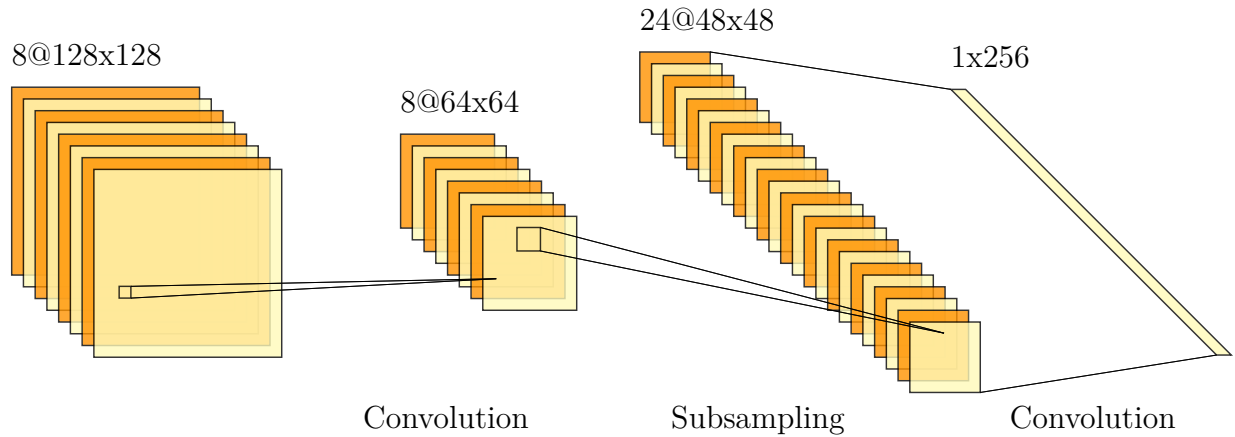 8@128x128
8@64x64
24@48x48
1x256
Convolution
Subsampling
Convolution